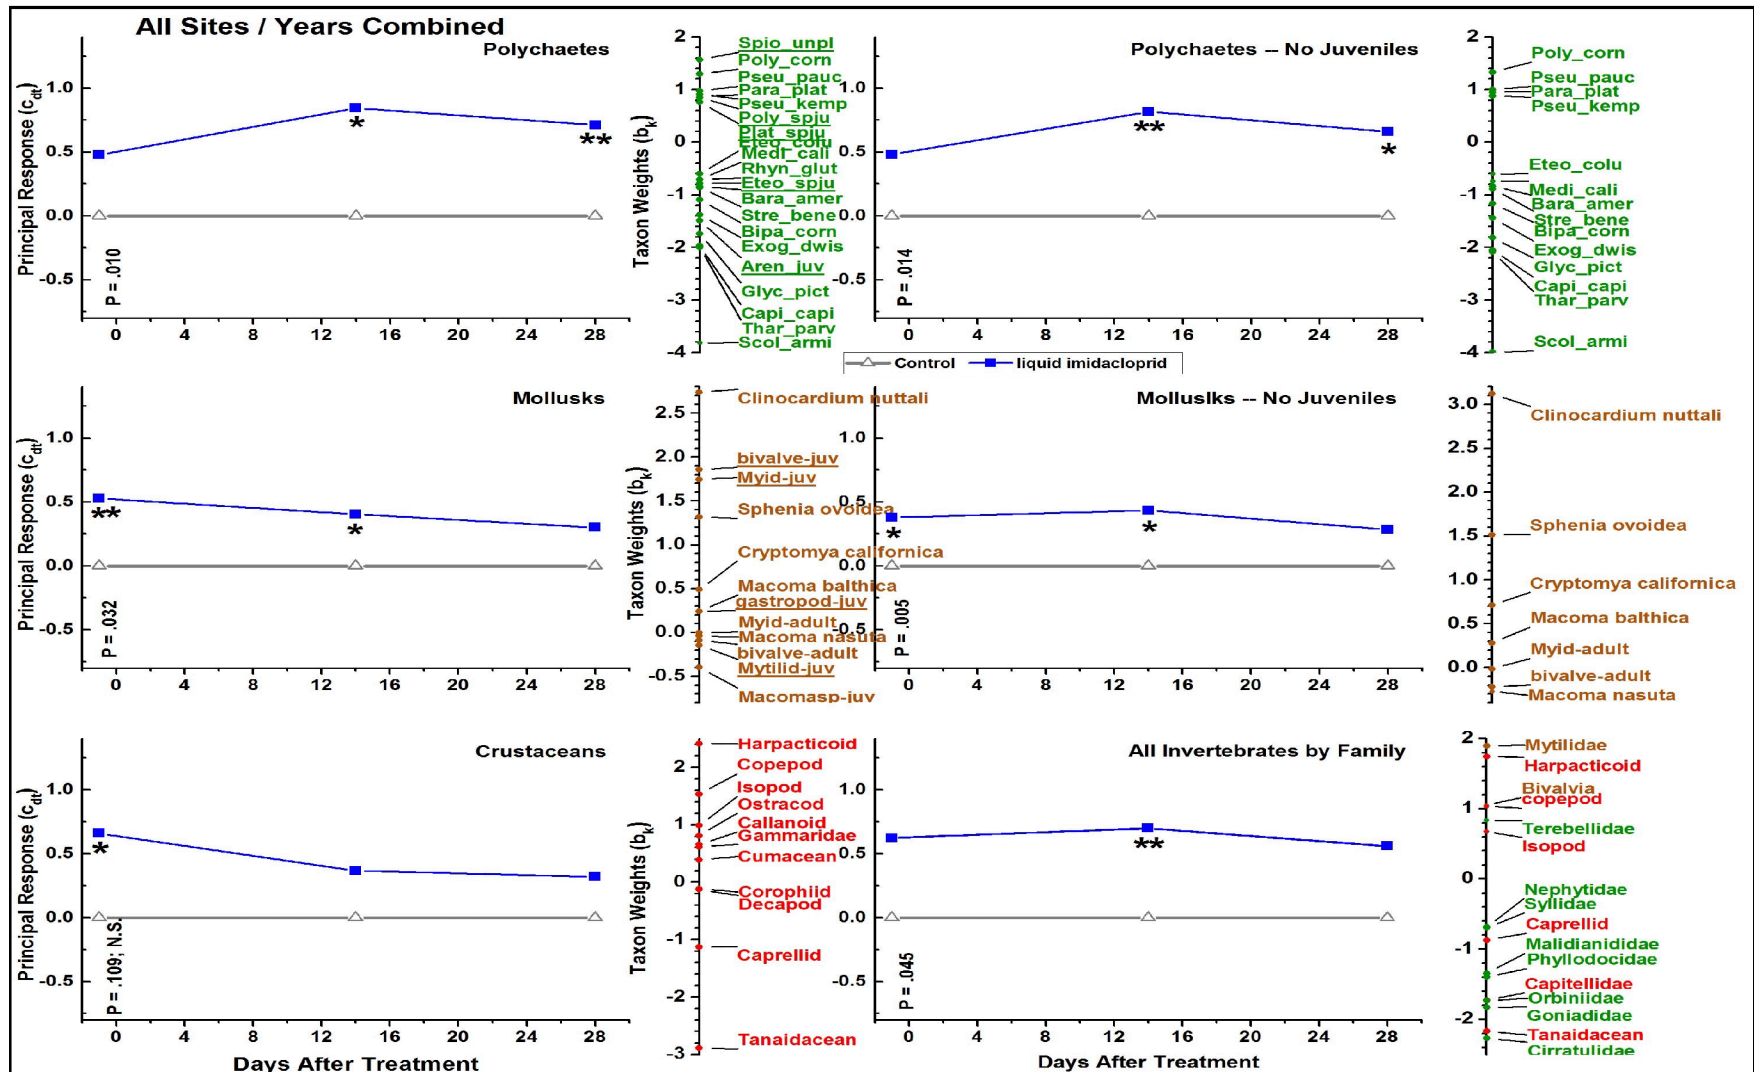 All Sites / Years Combined
Polychaetes
Principal Response (cdt)
1.0
0.5
0.0
-0.5
P = .010
0 4 8 12 16 20 24 28
*
**
Taxon Weights (bk)
2
1
0
-1
-2
-3
-4
Spio_unpl
Poly_corn
Pseu_pauc
Para_plat
Pseu_kemp
Poly_spju
Plat_spju
Eteo_colu
Medi_cali
Rhyn_glut
Eteo_spju
Bara_amer
Stre_bene
Bipa_corn
Exog_dwis
Aren_juv
Glyc_pict
Capi_capi
Thar_parv
Scol_armi
Polychaetes -- No Juveniles
P = .014
0 4 8 12 16 20 24 28
**
*
2
1
0
-1
-2
-3
-4
Poly_corn
Pseu_pauc
Para_plat
Pseu_kemp
Eteo_colu
Medi_cali
Bara_amer
Stre_bene
Bipa_corn
Exog_dwis
Glyc_pict
Capi_capi
Thar_parv
Scol_armi
Control liquid imidacloprid
Mollusks
Principal Response (cdt)
1.0
0.5
0.0
-0.5
P = .032
0 4 8 12 16 20 24 28
**
*
Taxon Weights (bk)
2.5
2.0
1.5
1.0
0.5
0.0
-0.5
Clinocardium nuttali
bivalve-juv
Myid-juv
Sphenia ovoidea
Cryptomya californica
Macoma balthica
gastropod-juv
Myid-adult
Macoma nasuta
bivalve-adult
Mytilid-juv
Macomasp-juv
Molluslks -- No Juveniles
1.0
0.5
0.0
-0.5
P = .005
0 4 8 12 16 20 24 28
*
*
3.0
2.5
2.0
1.5
1.0
0.5
0.0
Clinocardium nuttali
Sphenia ovoidea
Cryptomya californica
Macoma balthica
Myid-adult
bivalve-adult
Macoma nasuta
Crustaceans
Principal Response (cdt)
1.0
0.5
0.0
-0.5
P = .109; N.S.
0 4 8 12 16 20 24 28
*
Days After Treatment
Taxon Weights (bk)
2
1
0
-1
-2
-3
Harpacticoid
Copepod
Isopod
Ostracod
Callanoid
Gammaridae
Cumacean
Corophiid
Decapod
Caprellid
Tanaidacean
All Invertebrates by Family
1.0
0.5
0.0
-0.5
P = .045
0 4 8 12 16 20 24 28
**
Days After Treatment
2
1
0
-1
-2
Mytilidae
Harpacticoid
Bivalvia
copepod
Terebellidae
Isopod
Nephytidae
Syllidae
Caprellid
Malidianididae
Phyllodocidae
Capitellidae
Orbiniidae
Goniadidae
Tanaidacean
Cirratulidae